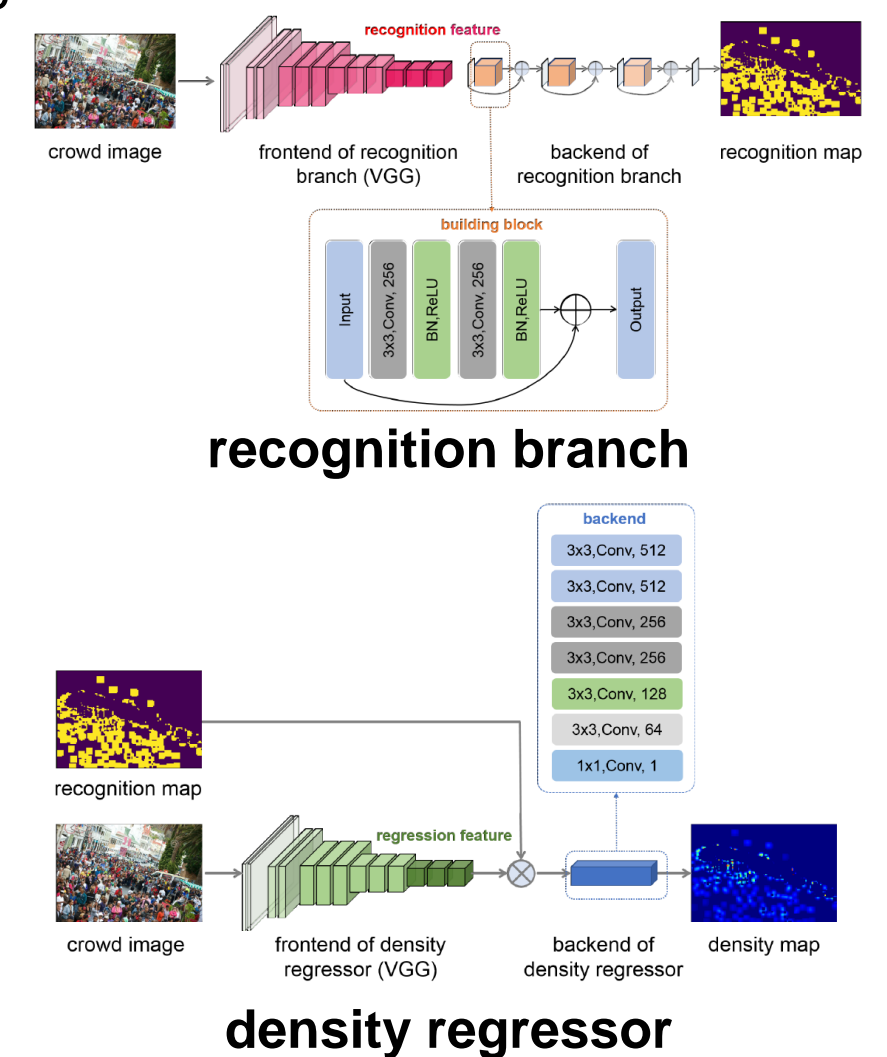 recognition feature
crowd image
frontend of recognition
branch (VGG)
backend of
recognition branch
recognition map
building block
Input
3x3,Conv, 256
BN,ReLU
3x3,Conv, 256
BN,ReLU
Output
recognition branch
backend
3x3,Conv, 512
3x3,Conv, 512
3x3,Conv, 256
3x3,Conv, 256
3x3,Conv, 128
3x3,Conv, 64
1x1,Conv, 1
recognition map
regression feature
crowd image
frontend of density
regressor (VGG)
backend of
density regressor
density map
density regressor